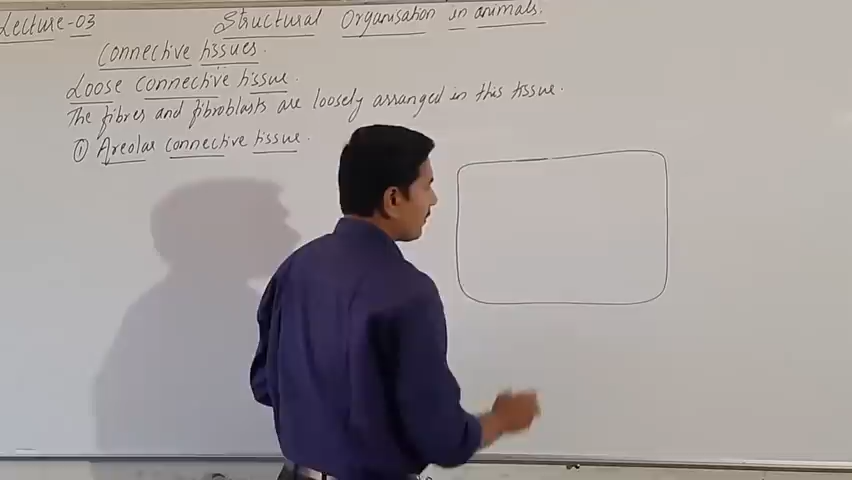 Lecture-03 Structural Organisation in animals.
Connective tissues.
Loose connective tissue.
The fibres and fibroblasts are loosely arranged in this tissue.
① Areolar connective tissue.